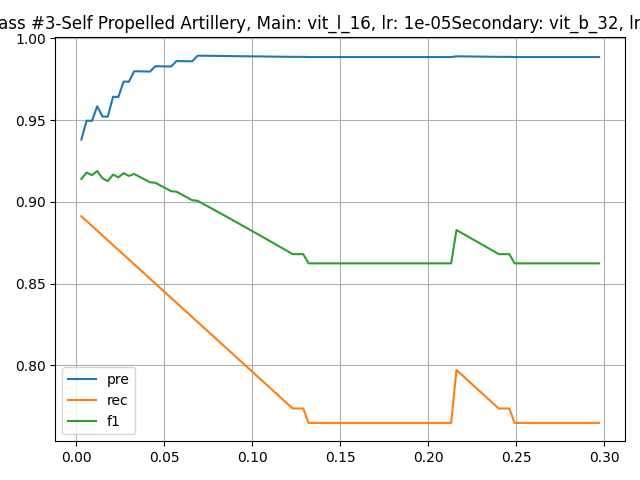 ass #3-Self Propelled Artillery, Main: vit_l_16, lr: 1e-05Secondary: vit_b_32, lr
1.00
0.95
0.90
0.85
0.80
pre
rec
f1
0.00 0.05 0.10 0.15 0.20 0.25 0.30